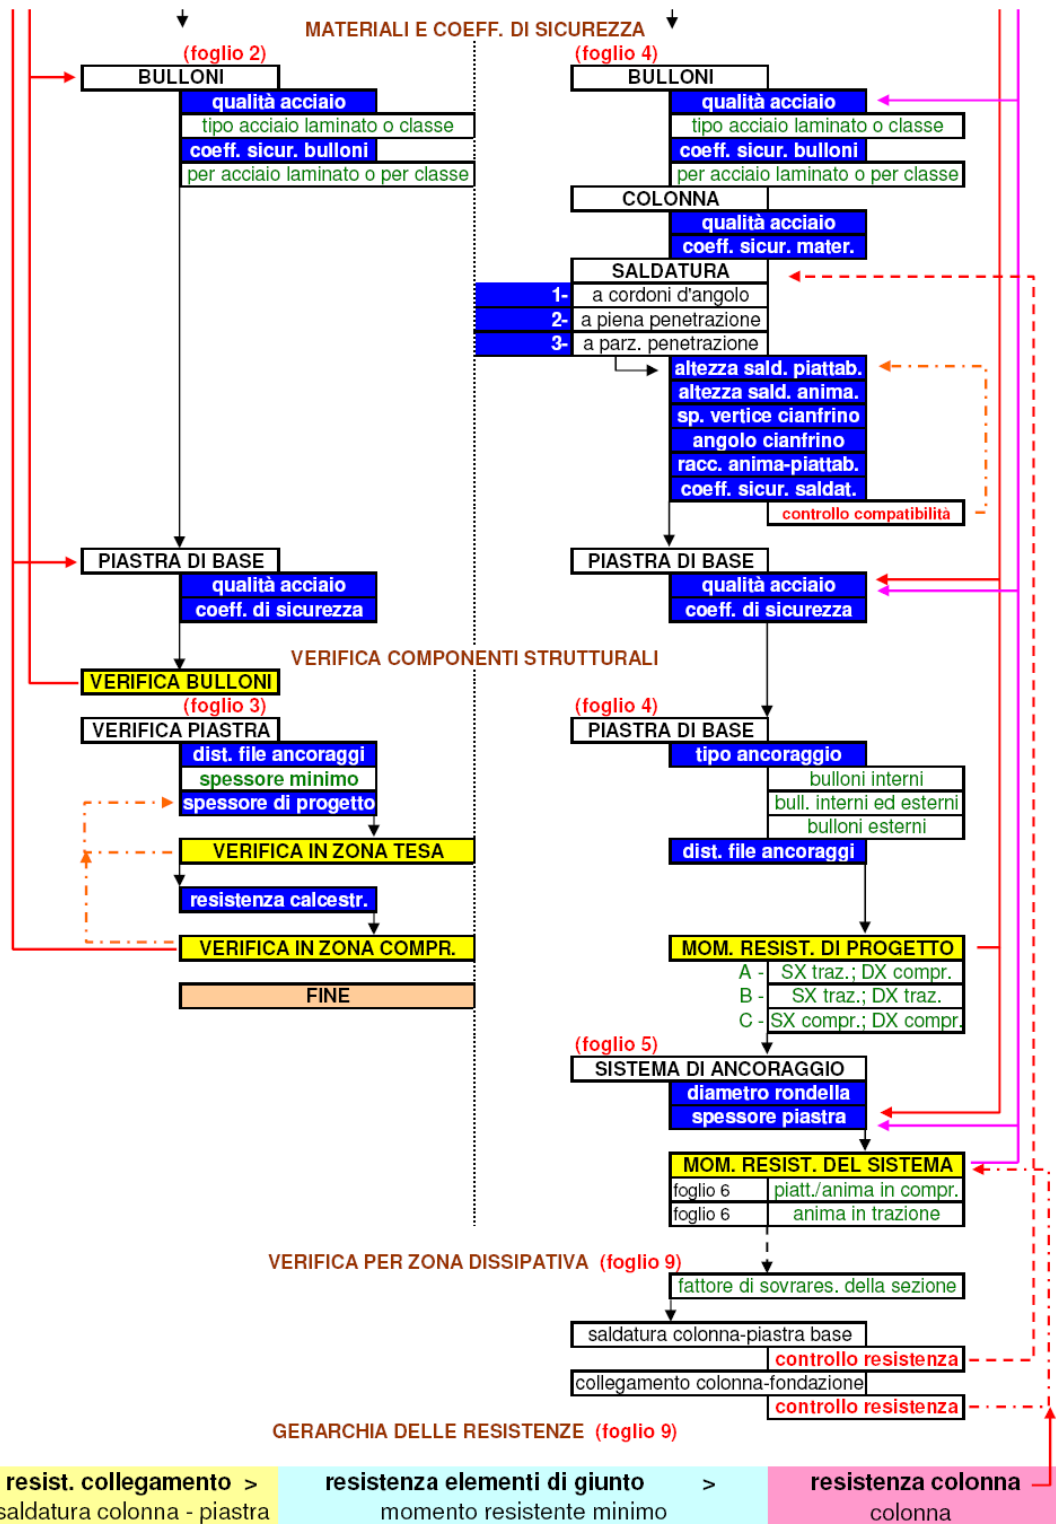 MATERIALI E COEFF. DI SICUREZZA
(foglio 2)
BULLONI
qualità acciaio
tipo acciaio laminato o classe
coeff. sicur. bulloni
per acciaio laminato o per classe
PIASTRA DI BASE
qualità acciaio
coeff. di sicurezza
(foglio 4)
BULLONI
qualità acciaio
tipo acciaio laminato o classe
coeff. sicur. bulloni
per acciaio laminato o per classe
COLONNA
qualità acciaio
coeff. sicur. mater.
SALDATURA
1- a cordoni d'angolo
2- a piena penetrazione
3- a parz. penetrazione
altezza sald. piattab.
altezza sald. anima.
sp. vertice cianfrino
angolo cianfrino
racc. anima-piattab.
coeff. sicur. saldat.
controllo compatibilità
PIASTRA DI BASE
qualità acciaio
coeff. di sicurezza
VERIFICA COMPONENTI STRUTTURALI
VERIFICA BULLONI
(foglio 3)
VERIFICA PIASTRA
dist. file ancoraggi
spessore minimo
spessore di progetto
VERIFICA IN ZONA TESA
resistenza calcestr.
VERIFICA IN ZONA COMPR.
FINE
(foglio 4)
PIASTRA DI BASE
tipo ancoraggio
bulloni interni
bull. interni ed esterni
bulloni esterni
dist. file ancoraggi
MOM. RESIST. DI PROGETTO
A - SX traz.; DX compr.
B - SX traz.; DX traz.
C - SX compr.; DX compr.
(foglio 5)
SISTEMA DI ANCORAGGIO
diametro rondella
spessore piastra
MOM. RESIST. DEL SISTEMA
foglio 6 piatt./anima in compr.
foglio 6 anima in trazione
VERIFICA PER ZONA DISSIPATIVA (foglio 9)
fattore di sovrares. della sezione
saldatura colonna-piastra base
controllo resistenza
collegamento colonna-fondazione
controllo resistenza
GERARCHIA DELLE RESISTENZE (foglio 9)
resist. collegamento > resistenza elementi di giunto > resistenza colonna
saldatura colonna - piastra momento resistente minimo colonna